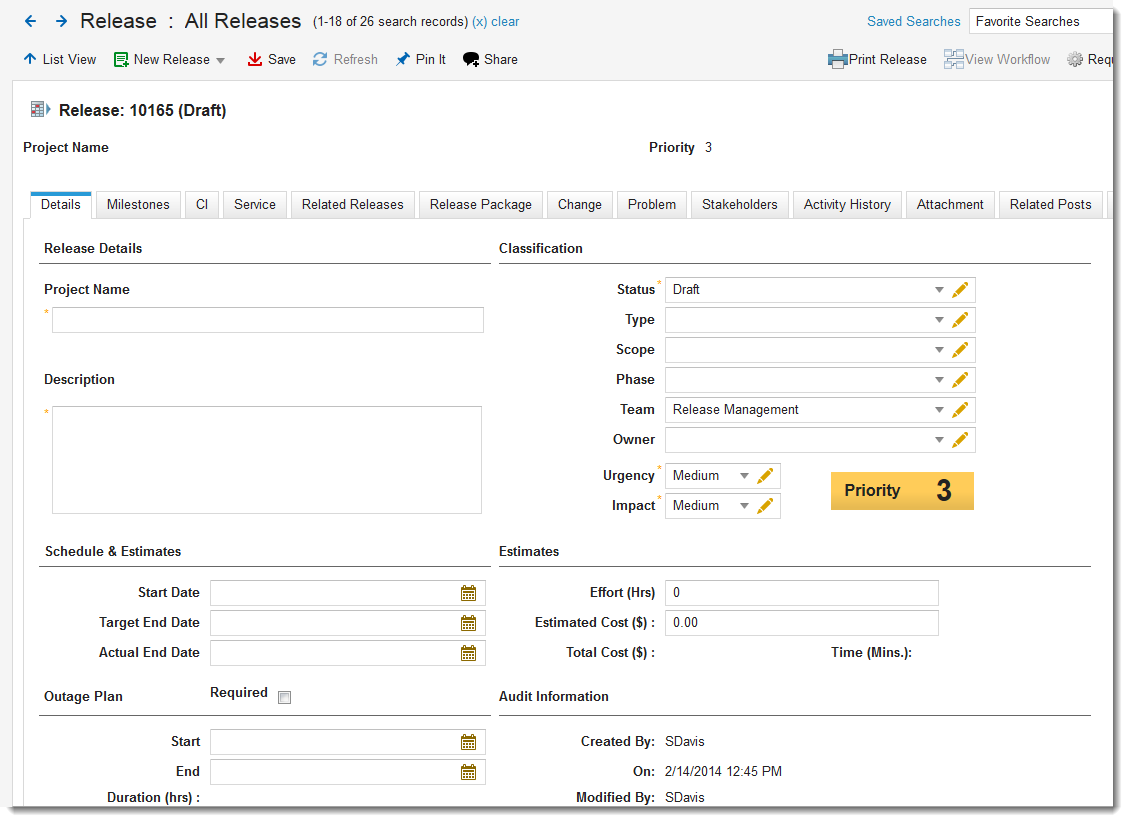 Release : All Releases (1-18 of 26 search records) (x) clear Saved Searches Favorite Searches
List View New Release Save Refresh Pin It Share Print Release View Workflow Requ
Release: 10165 (Draft)
Project Name Priority 3
Details Milestones CI Service Related Releases Release Package Change Problem Stakeholders Activity History Attachment Related Posts
Release Details Classification
Project Name Status * Draft
* Type
Scope
Description Phase
* Team Release Management
Owner
Urgency * Medium
Priority 3
Impact * Medium
Schedule & Estimates Estimates
Start Date Effort (Hrs) 0
Target End Date Estimated Cost ($) : 0.00
Actual End Date Total Cost ($) : Time (Mins.):
Outage Plan Required Audit Information
Start Created By: SDavis
End On: 2/14/2014 12:45 PM
Duration (hrs) : Modified By: SDavis